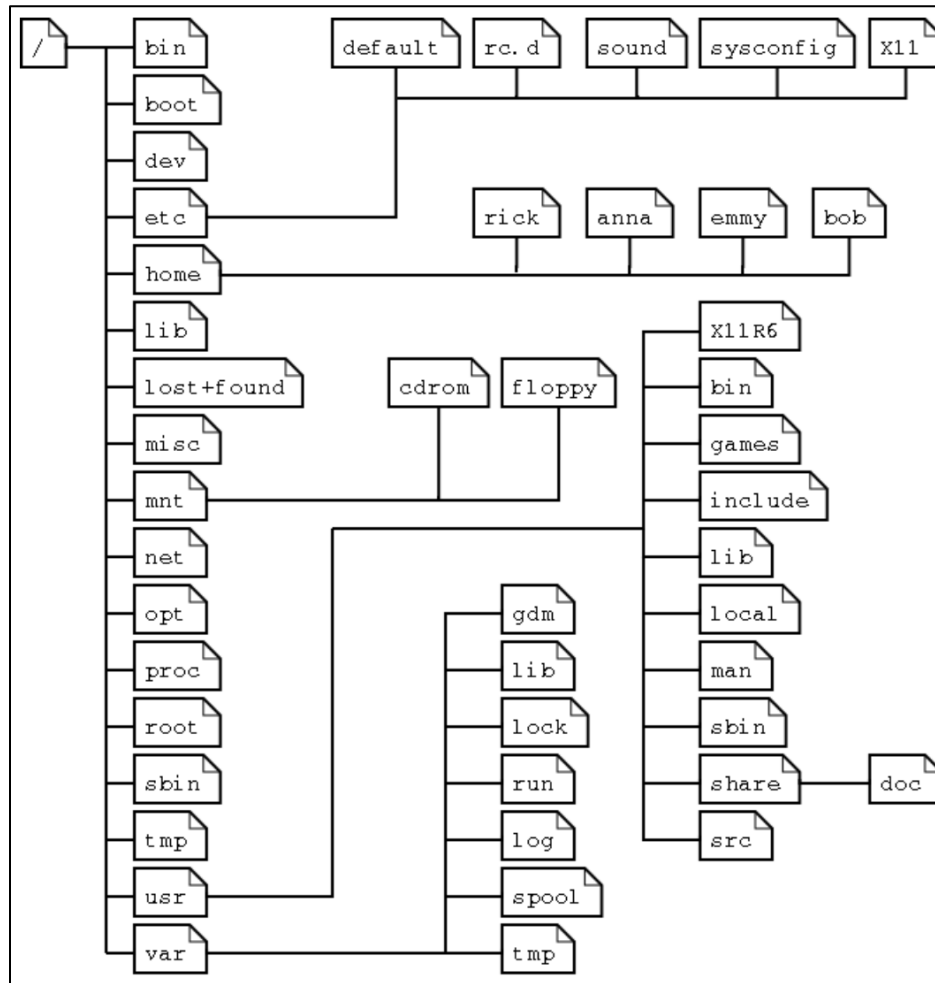 / bin default rc.d sound sysconfig X11
boot
dev
etc rick anna emmy bob
home
lib X11R6
lost+found cdrom floppy bin
misc games
mnt include
net lib
opt gdm local
proc lib man
root lock sbin
sbin run share doc
tmp log src
usr spool
var tmp